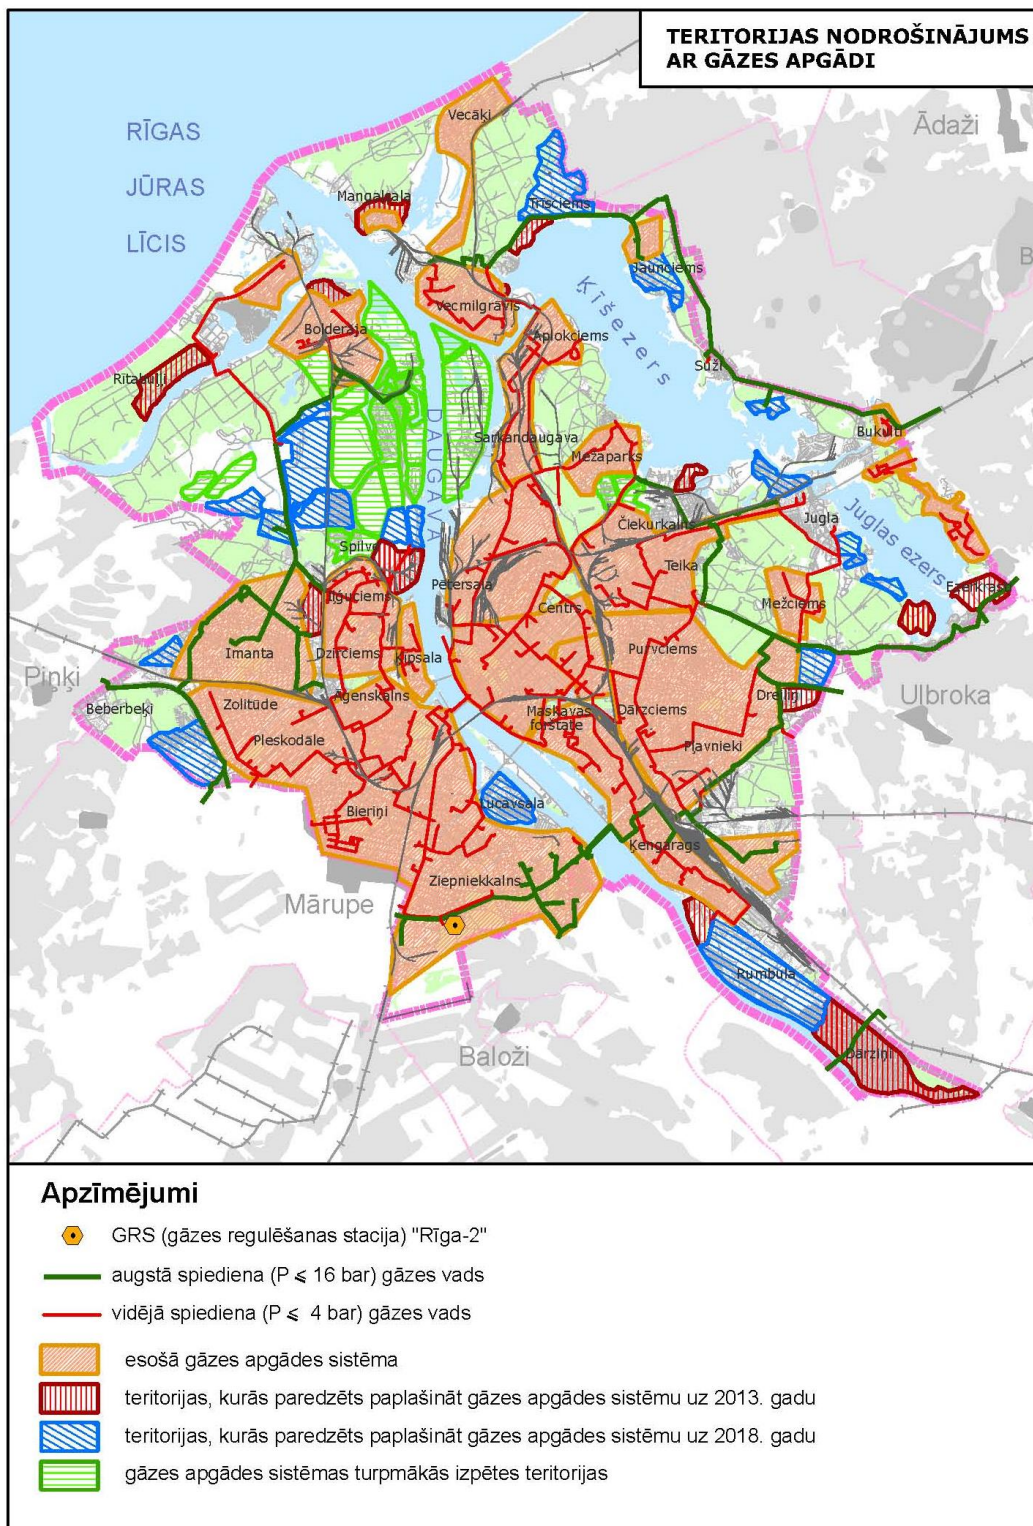 TERITORIJAS NODROŠINĀJUMS
AR GĀZES APGĀDI
Vecāķi
RĪGAS
Ādaži
JŪRAS
Mangaļsala
Trīsciems
LĪCIS
Jaunciems
Vecmīlgrāvis
Ķīšezers
Bolderāja
Aplokciems
Suži
Rītabuļļi
DAUGAVA
Bukulti
Sarkandaugava
Mežaparks
Jugla
Čiekurkalns
Juglas ezers
Spilve
Teika
Pētersala
Iļģuciems
Centrs
Mežciems
Imanta
Dzirciems
Ķīpsala
Purvciems
Piņķi
Āgenskalns
Dreiliņi
Ulbroka
Beberbeķi
Zolitūde
Maskavas
forštate
Dārzciems
Pleskodāle
Pļavnieki
Bieriņi
Lucavsala
Ķengarags
Ziepniekkalns
Mārupe
Rumbula
Baloži
Dārziņi
Apzīmējumi
GRS (gāzes regulēšanas stacija) "Rīga-2"
augstā spiediena (P ⩽ 16 bar) gāzes vads
vidējā spiediena (P ⩽ 4 bar) gāzes vads
esošā gāzes apgādes sistēma
teritorijas, kurās paredzēts paplašināt gāzes apgādes sistēmu uz 2013. gadu
teritorijas, kurās paredzēts paplašināt gāzes apgādes sistēmu uz 2018. gadu
gāzes apgādes sistēmas turpmākās izpētes teritorijas